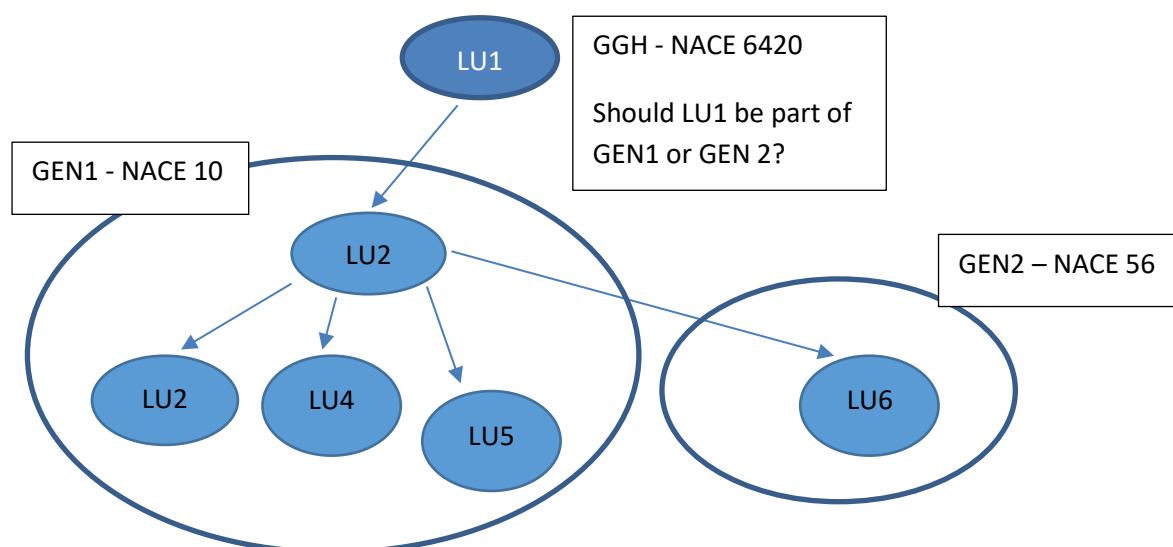 LU1
GGH - NACE 6420
Should LU1 be part of
GEN1 or GEN 2?
GEN1 - NACE 10
LU2
GEN2 – NACE 56
LU2
LU4
LU5
LU6